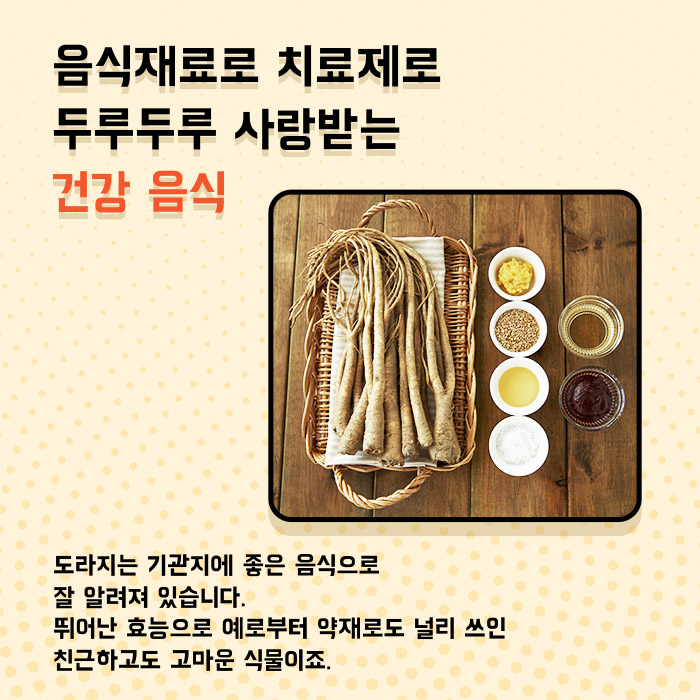 음식재료로 치료제로
두루두루 사랑받는
건강 음식
도라지는 기관지에 좋은 음식으로
잘 알려져 있습니다.
뛰어난 효능으로 예로부터 약재로도 널리 쓰인
친근하고도 고마운 식물이죠.